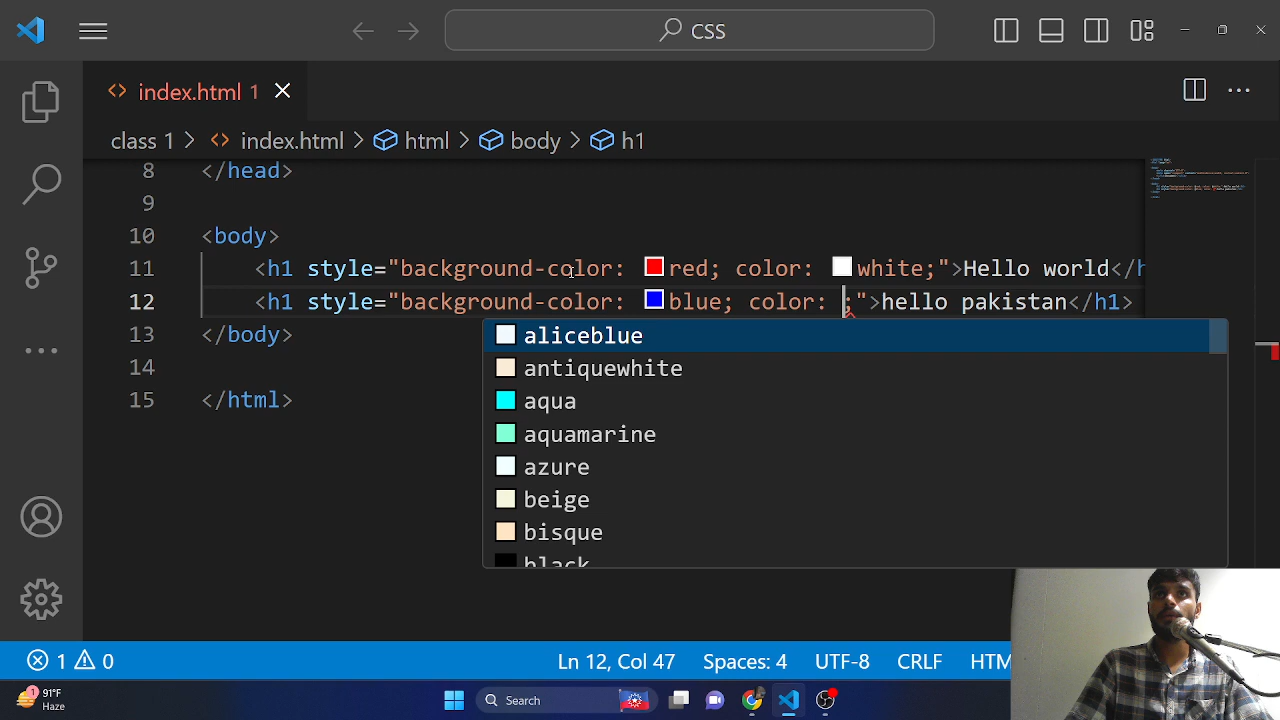 CSS
index.html 1
class 1 > <> index.html > html > body > h1
8 </head>
9
10 <body>
11 <h1 style="background-color: red; color: white;">Hello world</h
12 <h1 style="background-color: blue; color: ;">hello pakistan</h1>
aliceblue
13 </body>
antiquewhite
14
aqua
15 </html>
aquamarine
azure
beige
bisque
black
1 0
Ln 12, Col 47 Spaces: 4 UTF-8 CRLF HTM
1
91°F
Haze
Search